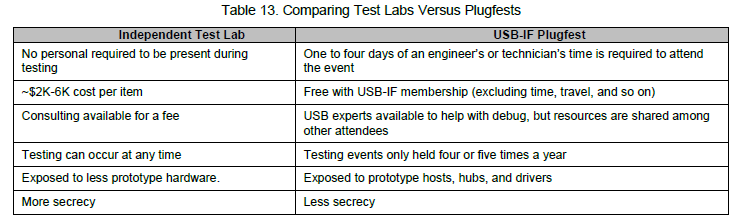 Table 13. Comparing Test Labs Versus Plugfests
Independent Test Lab
USB-IF Plugfest
No personal required to be present during
testing
One to four days of an engineer's or technician's time is required to attend
the event
~$2K-6K cost per item
Free with USB-IF membership (excluding time, travel, and so on)
Consulting available for a fee
USB experts available to help with debug, but resources are shared among
other attendees
Testing can occur at any time
Testing events only held four or five times a year
Exposed to less prototype hardware.
Exposed to prototype hosts, hubs, and drivers
More secrecy
Less secrecy